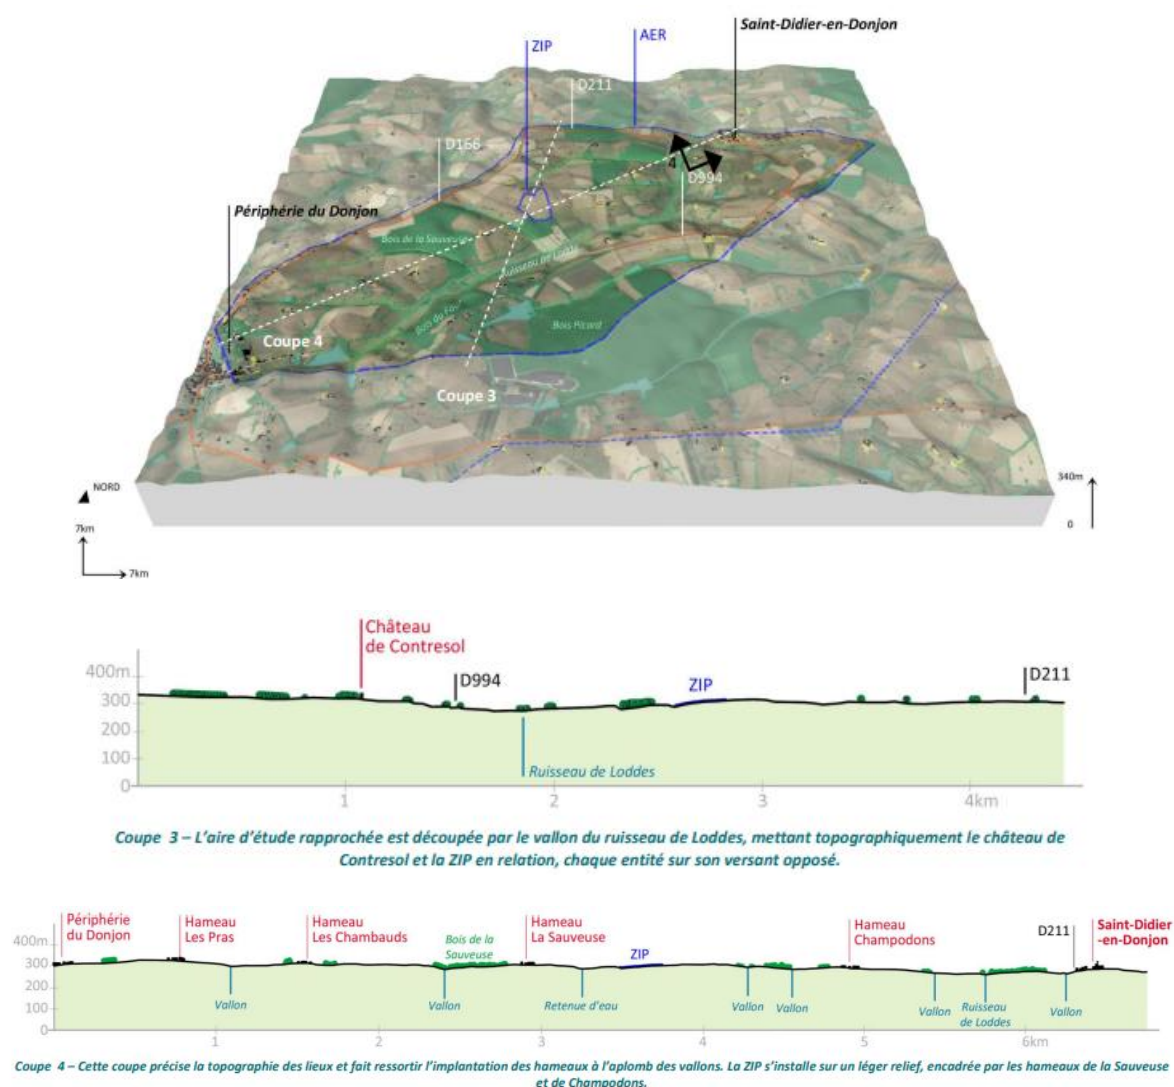 Saint-Didier-en-Donjon
AER
ZIP
D211
D166
4
D994
Périphérie du Donjon
Bois de la Sauveuse
Ruisseau de Loddes
Bois Picard
Coupe 4
Coupe 3
NORD
7km
7km
340m
0
Château
de Contresol
400m
300
200
100
0
D994
ZIP
D211
Ruisseau de Loddes
1
2
3
4km
Coupe 3 – L'aire d'étude rapprochée est découpée par le vallon du ruisseau de Loddes, mettant topographiquement le château de
Contresol et la ZIP en relation, chaque entité sur son versant opposé.
Périphérie
du Donjon
Hameau
Les Pras
Hameau
Les Chambauds
Bois de la
Sauveuse
Hameau
La Sauveuse
ZIP
Hameau
Champodons
D211
Saint-Didier
-en-Donjon
400m
300
200
100
0
Vallon
Vallon
Retenue d'eau
Vallon
Vallon
Vallon
Ruisseau
de Loddes
Vallon
1
2
3
4
5
6km
Coupe 4 – Cette coupe précise la topographie des lieux et fait ressortir l'implantation des hameaux à l'aplomb des vallons. La ZIP s'installe sur un léger relief, encadrée par les hameaux de la Sauveuse
et de Champodons.